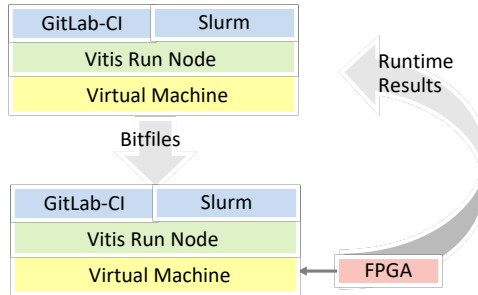 GitLab-CI Slurm
Vitis Run Node
Virtual Machine
Runtime
Results
Bitfiles
GitLab-CI Slurm
Vitis Run Node
Virtual Machine
FPGA